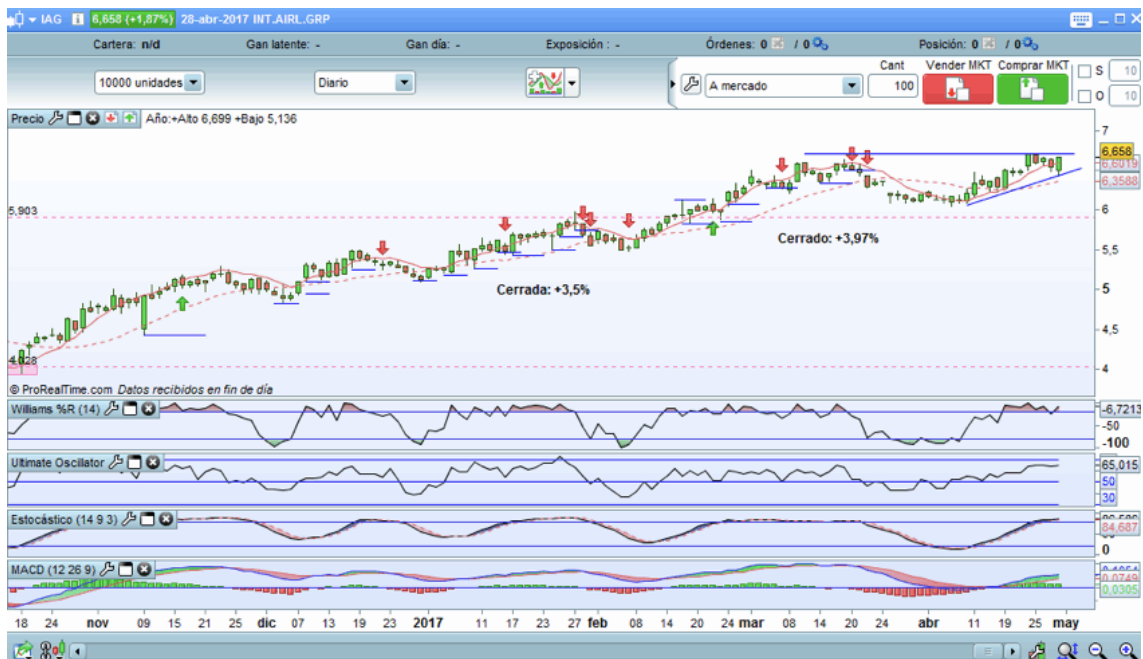 IAG 6,658 (+1,87%) 28-abr-2017 INT.AIRL.GRP
Cartera: n/d Gan latente: - Gan día: - Exposición : - Órdenes: 0 / 0 Posición: 0 / 0
Cant Vender MKT Comprar MKT
10000 unidades Diario A mercado 100 S 10
O 10
Precio Año:+Alto 6,699 +Bajo 5,136
7
6,658
6,3588
6
5,903
5,5
Cerrado: +3,97%
Cerrada: +3,5%
5
4,5
4
© ProRealTime.com Datos recibidos en fin de día
Williams %R (14)
-6,7213
-50
-100
Ultimate Oscillator
65,015
50
30
Estocástico (14 9 3)
84,687
0
MACD (12 26 9)
0,0749
0,0305
18 24 nov 09 15 21 dic 07 13 19 2017 11 17 23 27 feb 08 14 20 24 mar 08 14 20 24 abr 11 19 25 may